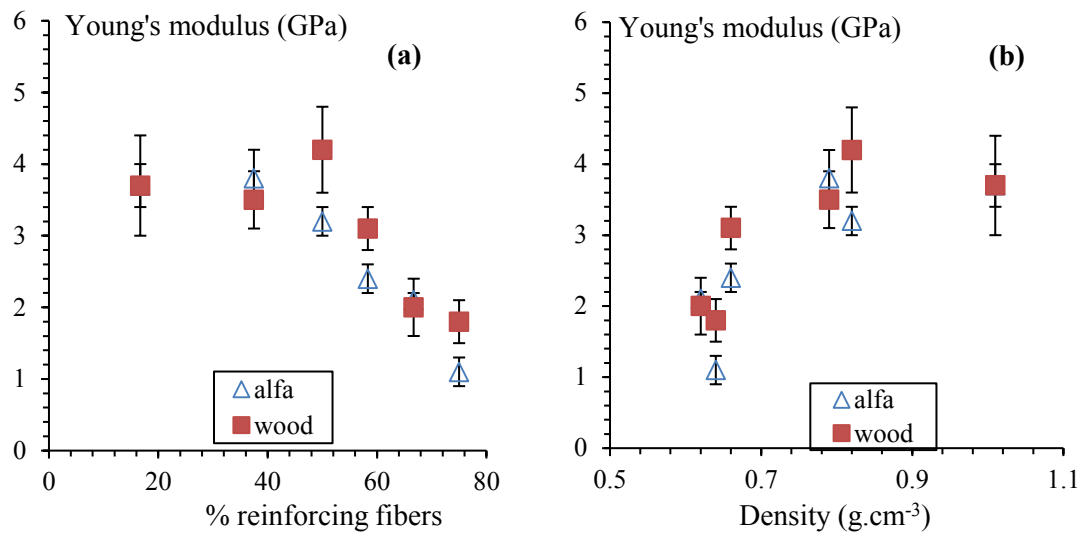 Young's modulus (GPa)
(a)
6
5
4
3
2
1
0
0 20 40 60 80
% reinforcing fibers
alfa
wood
Young's modulus (GPa)
(b)
6
5
4
3
2
1
0
0.5 0.7 0.9 1.1
Density (g.cm-3)
alfa
wood